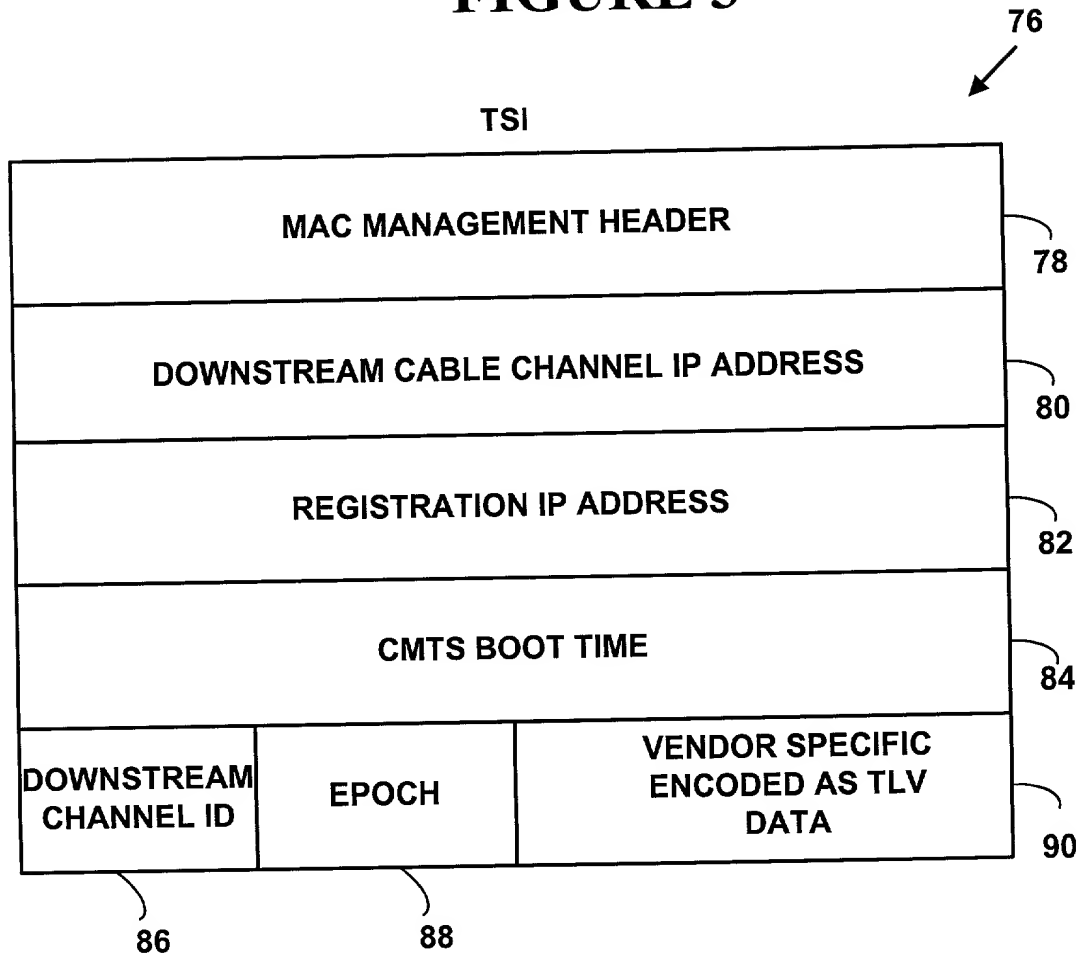 76
TSI
MAC MANAGEMENT HEADER
78
DOWNSTREAM CABLE CHANNEL IP ADDRESS
80
REGISTRATION IP ADDRESS
82
CMTS BOOT TIME
84
DOWNSTREAM
CHANNEL ID
EPOCH
VENDOR SPECIFIC
ENCODED AS TLV
DATA
90
86
88